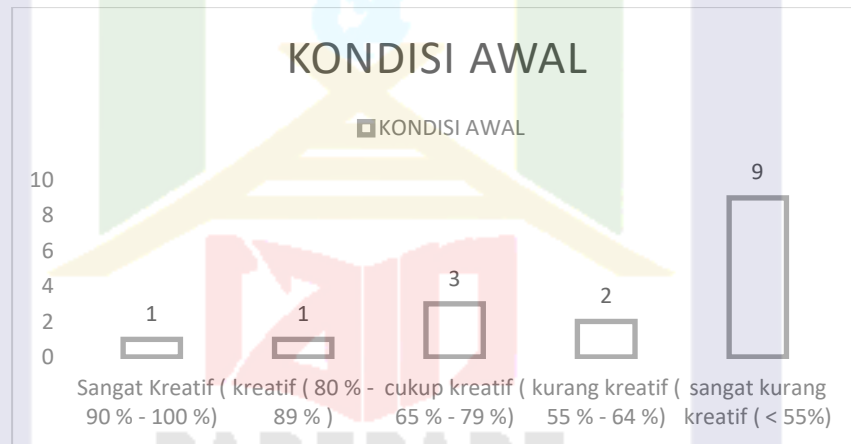 KONDISI AWAL
KONDISI AWAL
10
8
6
4
2
0
1
1
3
2
9
Sangat Kreatif ( 90 % - 100 %)
kreatif ( 80 % - 89 % )
cukup kreatif ( 65 % - 79 %)
kurang kreatif ( 55 % - 64 %)
sangat kurang kreatif ( < 55%)